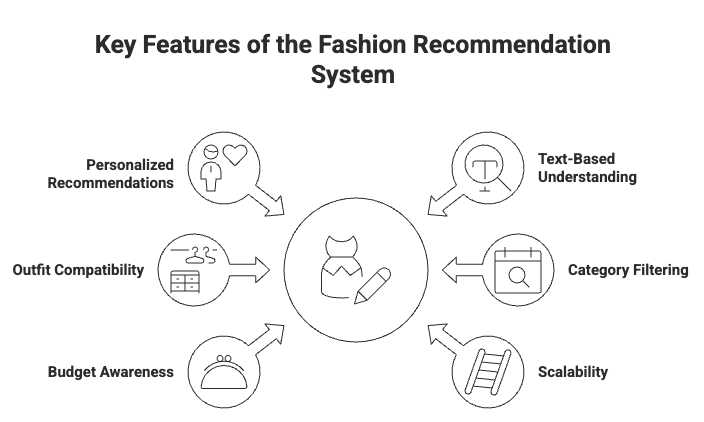 Key Features of the Fashion Recommendation
System
Personalized
Recommendations
Text-Based
Understanding
Outfit Compatibility
Category Filtering
Budget Awareness
Scalability